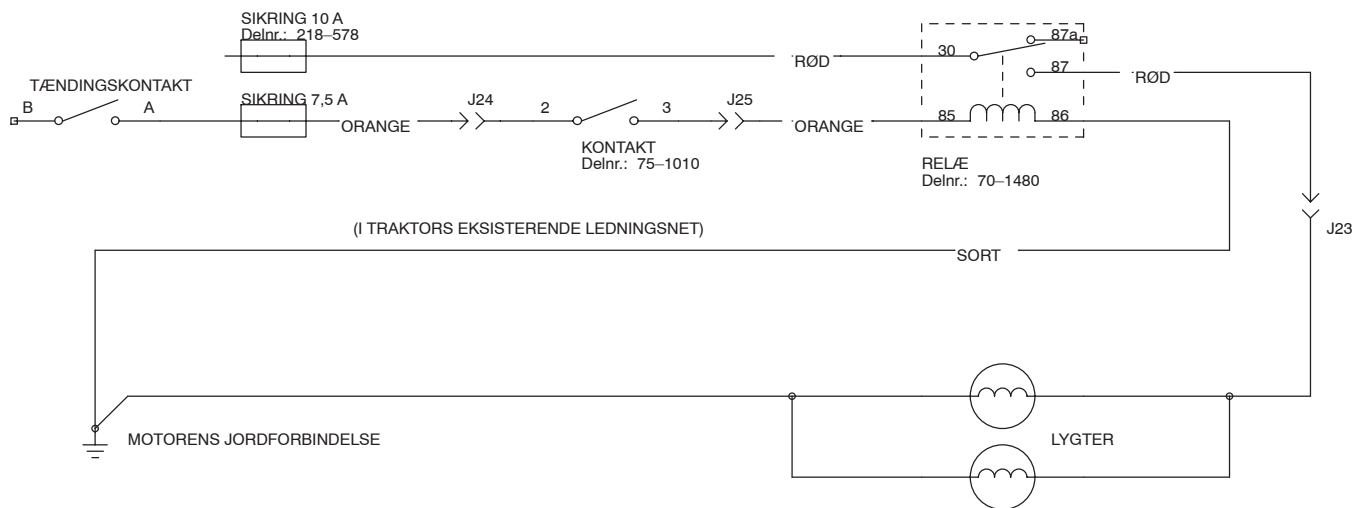 SIKRING 10 A
Delnr.: 218–578
30
87a
RØD
87
RØD
TÆNDINGSKONTAKT
B
A
SIKRING 7,5 A
ORANGE
J24
2
3
J25
ORANGE
85
86
KONTAKT
Delnr.: 75–1010
RELÆ
Delnr.: 70–1480
(I TRAKTORS EKSISTERENDE LEDNINGSNET)
J23
SORT
MOTORENS JORDFORBINDELSE
LYGTER